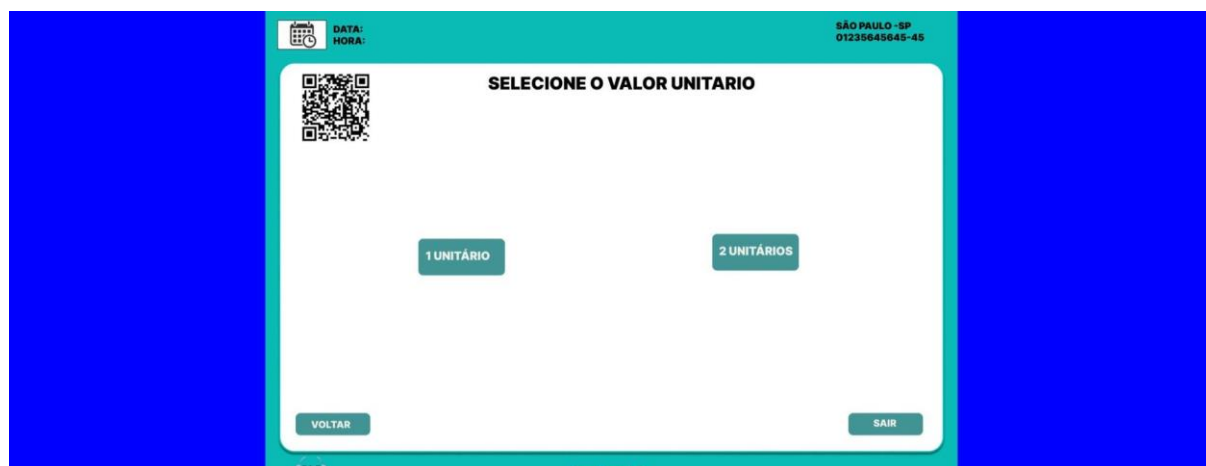 DATA:
HORA:
SÃO PAULO -SP
01235645645-45
SELECIONE O VALOR UNITARIO
1 UNITÁRIO
2 UNITÁRIOS
VOLTAR
SAIR